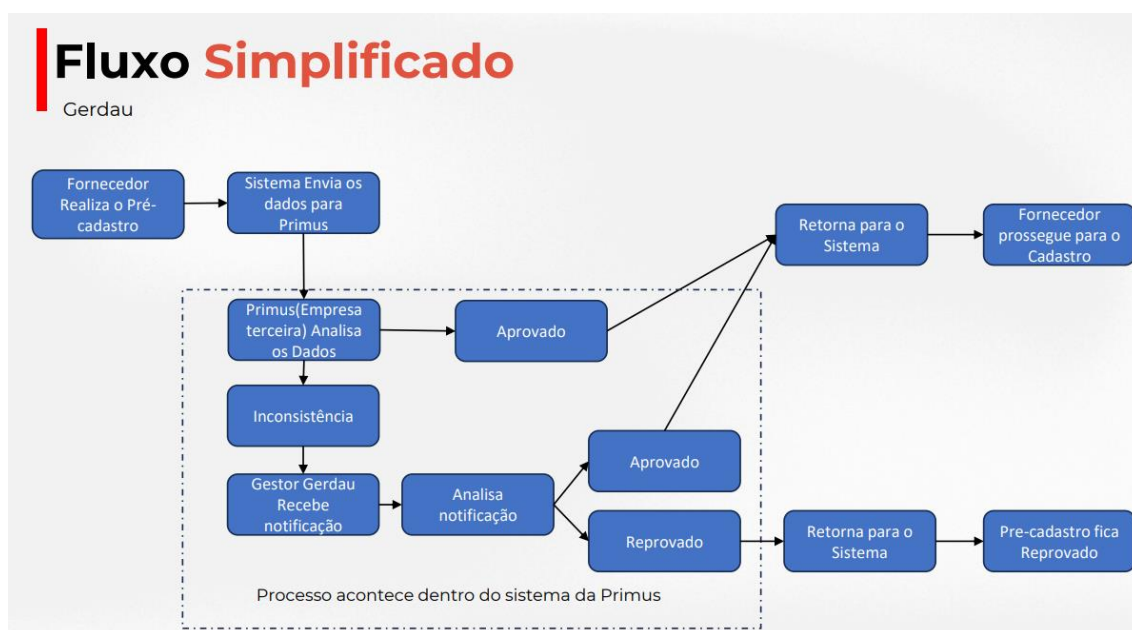 Fluxo Simplificado
Gerdau
Fornecedor
Realiza o Pré-
cadastro
Sistema Envia os
dados para
Primus
Retorna para o
Sistema
Fornecedor
prossegue para o
Cadastro
Primus(Empresa
terceira) Analisa
os Dados
Aprovado
Inconsistência
Gestor Gerdau
Recebe
notificação
Analisa
notificação
Aprovado
Reprovado
Retorna para o
Sistema
Pre-cadastro fica
Reprovado
Processo acontece dentro do sistema da Primus